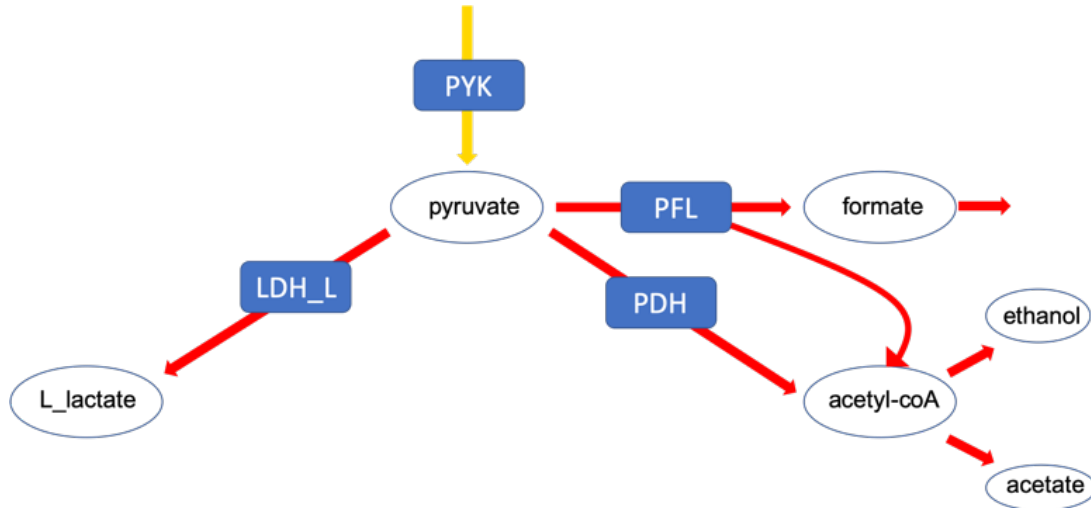 PYK
pyruvate
PFL
formate
LDH_L
PDH
ethanol
L_lactate
acetyl-coA
acetate